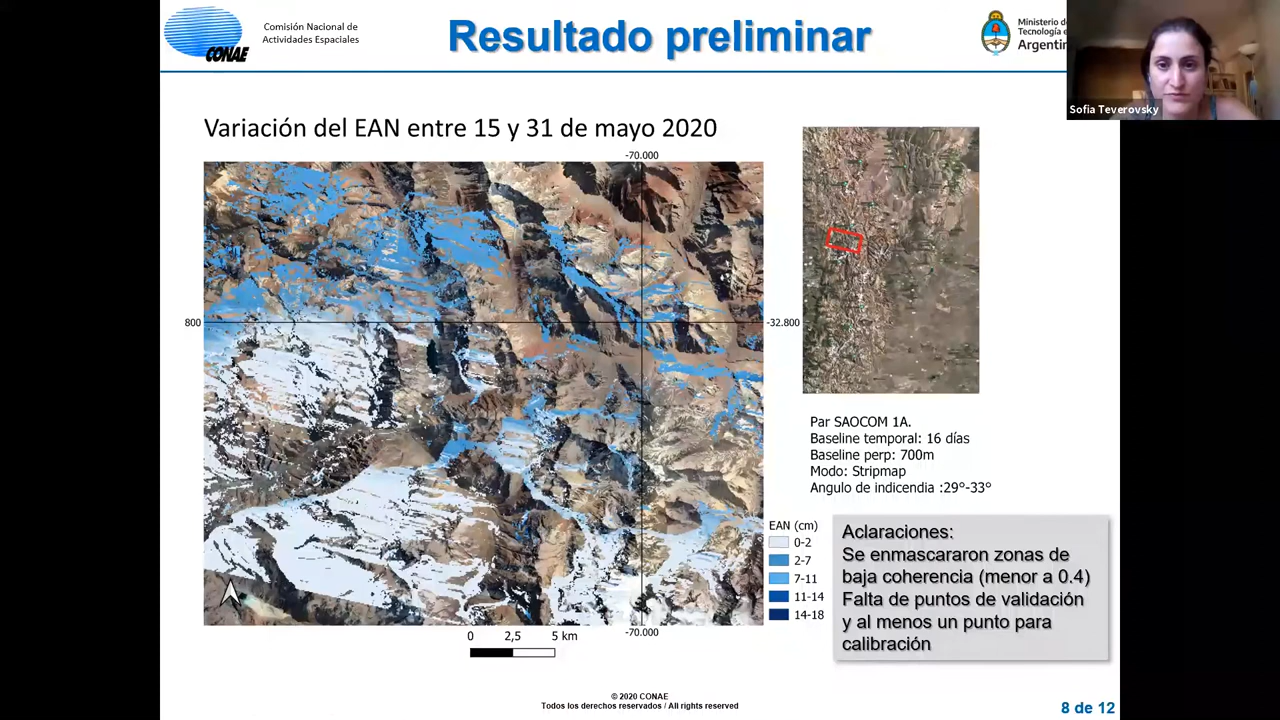 CONAE
Comisión Nacional de
Actividades Espaciales
Resultado preliminar
Ministerio de
Tecnología e
Argentin
Sofia Teverovsky
Variación del EAN entre 15 y 31 de mayo 2020
-70.000
800
-32.800
-70.000
0 2,5 5 km
EAN (cm)
0-2
2-7
7-11
11-14
14-18
Par SAOCOM 1A.
Baseline temporal: 16 días
Baseline perp: 700m
Modo: Stripmap
Angulo de indicendia :29°-33°
Aclaraciones:
Se enmascararon zonas de
baja coherencia (menor a 0.4)
Falta de puntos de validación
y al menos un punto para
calibración
© 2020 CONAE
Todos los derechos reservados / All rights reserved
8 de 12